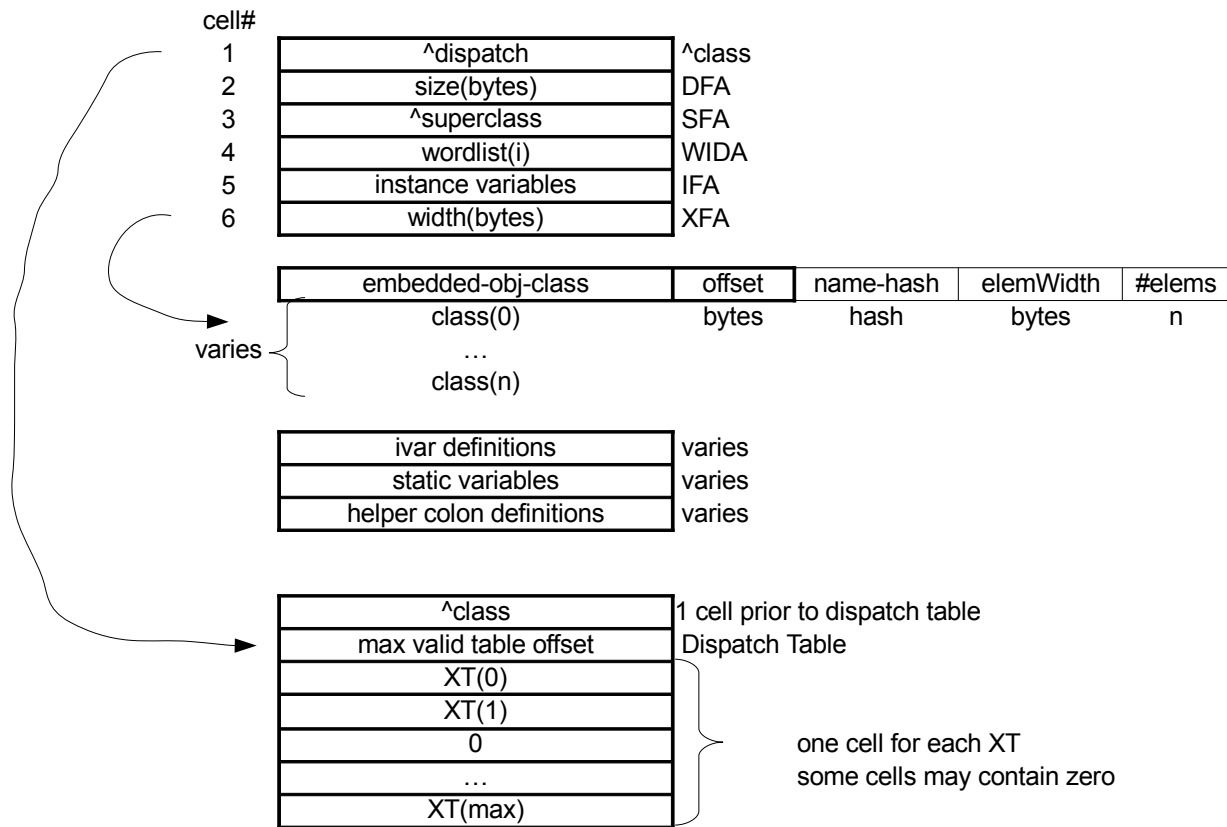 cell#
1 ^dispatch ^class
2 size(bytes) DFA
3 ^superclass SFA
4 wordlist(i) WIDA
5 instance variables IFA
6 width(bytes) XFA
embedded-obj-class offset name-hash elemWidth #elems
class(0) bytes hash bytes n
varies …
class(n)
ivar definitions varies
static variables varies
helper colon definitions varies
^class 1 cell prior to dispatch table
max valid table offset Dispatch Table
XT(0)
XT(1)
0 one cell for each XT
… some cells may contain zero
XT(max)